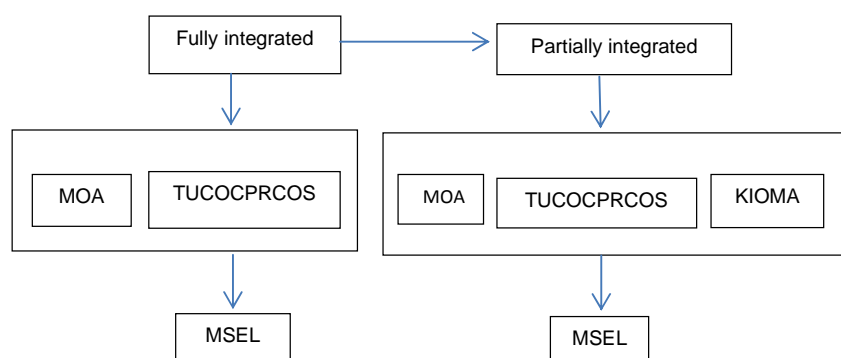 Fully integrated
Partially integrated
MOA
TUCOCPRCOS
MOA
TUCOCPRCOS
KIOMA
MSEL
MSEL